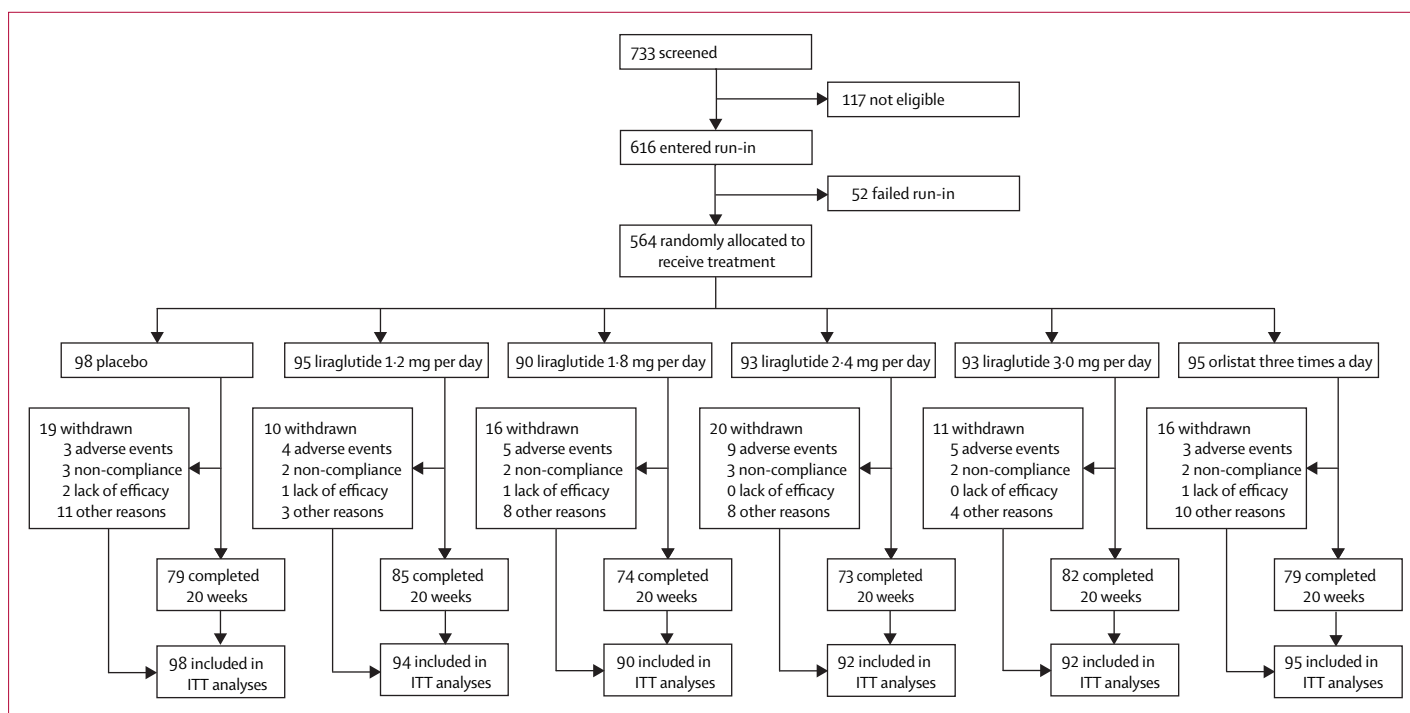 733 screened
117 not eligible
616 entered run-in
52 failed run-in
564 randomly allocated to
receive treatment
98 placebo
95 liraglutide 1·2 mg per day
90 liraglutide 1·8 mg per day
93 liraglutide 2·4 mg per day
93 liraglutide 3·0 mg per day
95 orlistat three times a day
19 withdrawn
3 adverse events
3 non-compliance
2 lack of efficacy
11 other reasons
10 withdrawn
4 adverse events
2 non-compliance
1 lack of efficacy
3 other reasons
16 withdrawn
5 adverse events
2 non-compliance
1 lack of efficacy
8 other reasons
20 withdrawn
9 adverse events
3 non-compliance
0 lack of efficacy
8 other reasons
11 withdrawn
5 adverse events
2 non-compliance
0 lack of efficacy
4 other reasons
16 withdrawn
3 adverse events
2 non-compliance
1 lack of efficacy
10 other reasons
79 completed
20 weeks
85 completed
20 weeks
74 completed
20 weeks
73 completed
20 weeks
82 completed
20 weeks
79 completed
20 weeks
98 included in
ITT analyses
94 included in
ITT analyses
90 included in
ITT analyses
92 included in
ITT analyses
92 included in
ITT analyses
95 included in
ITT analyses